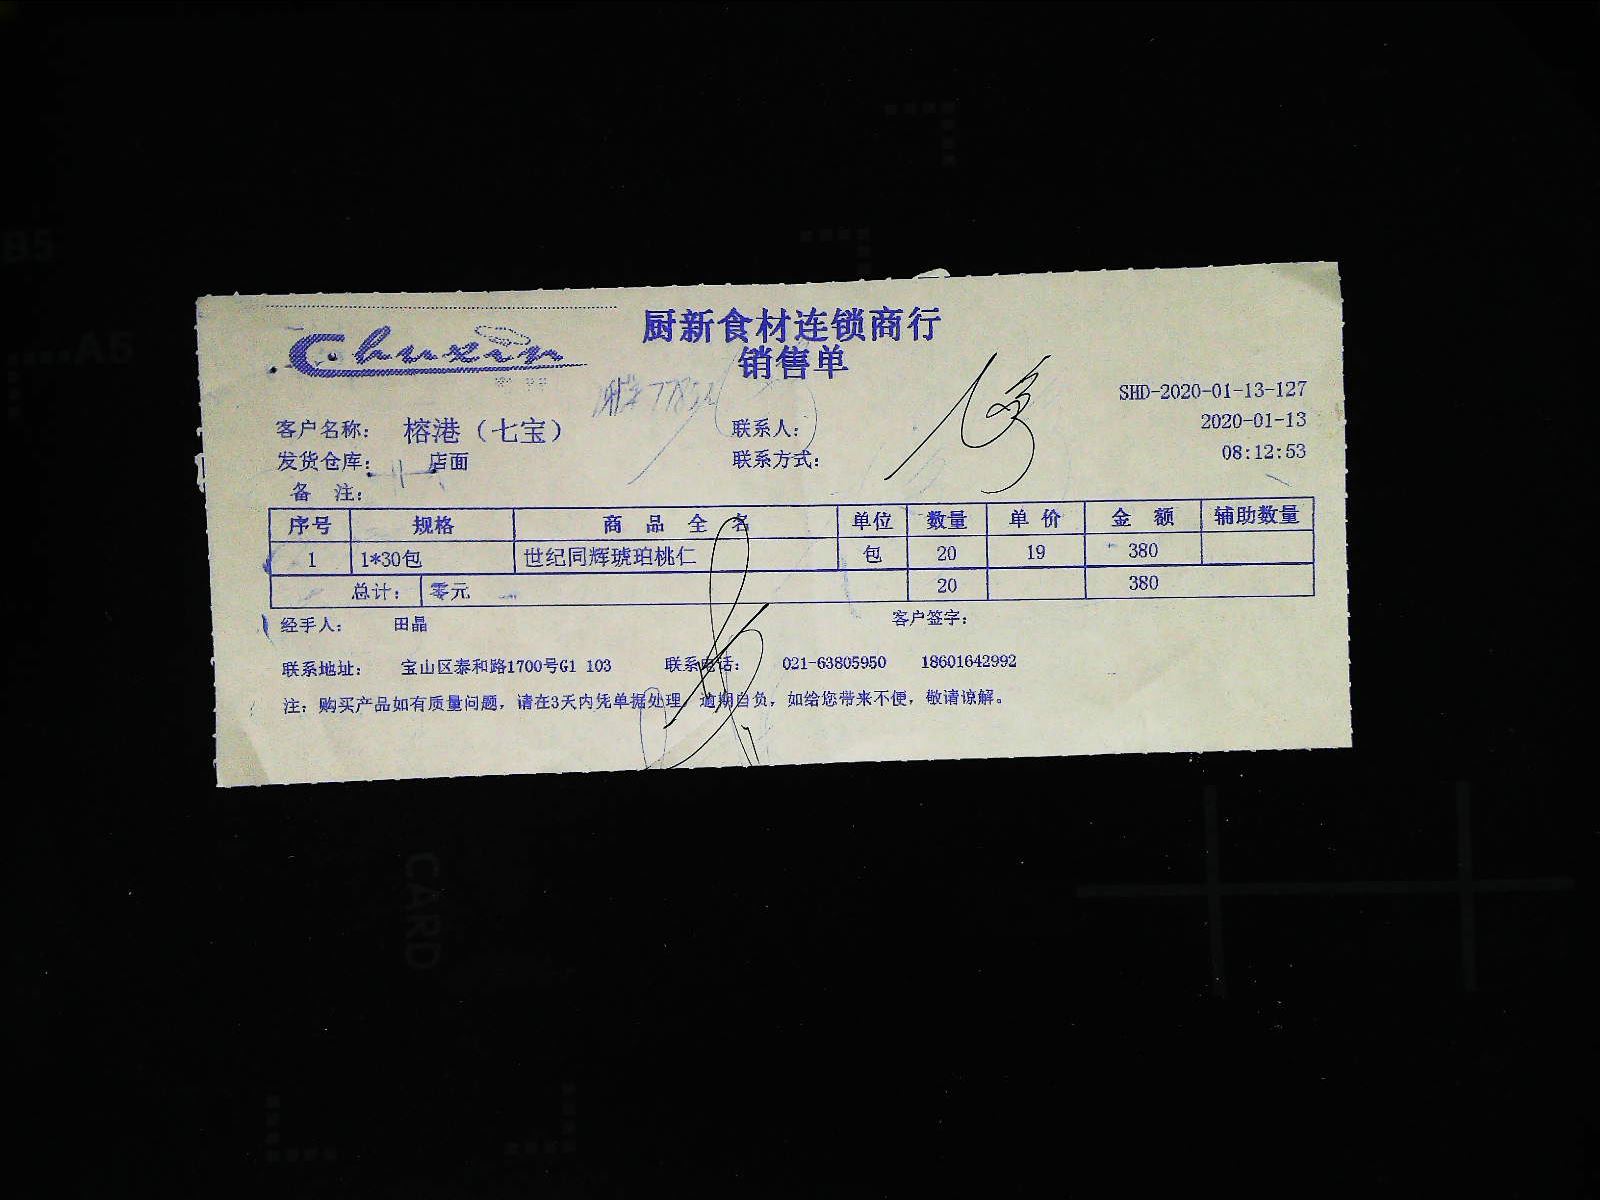 Chuxin
厨新食材连锁商行
销售单
SHD-2020-01-13-127
客户名称： 榕港（七宝） 联系人： 2020-01-13
发货仓库： 店面 联系方式： 08:12:53
备 注：
序号 规格 商 品 全 名 单位 数量 单 价 金 额 辅助数量
1 1*30包 世纪同辉琥珀桃仁 包 20 19 380
总计： 零元 20 380
经手人： 田晶 客户签字：
联系地址： 宝山区泰和路1700号G1 103 联系电话： 021-63805950 18601642992
注：购买产品如有质量问题，请在3天内凭单据处理，逾期自负，如给您带来不便，敬请谅解。
B5
A5
CARD